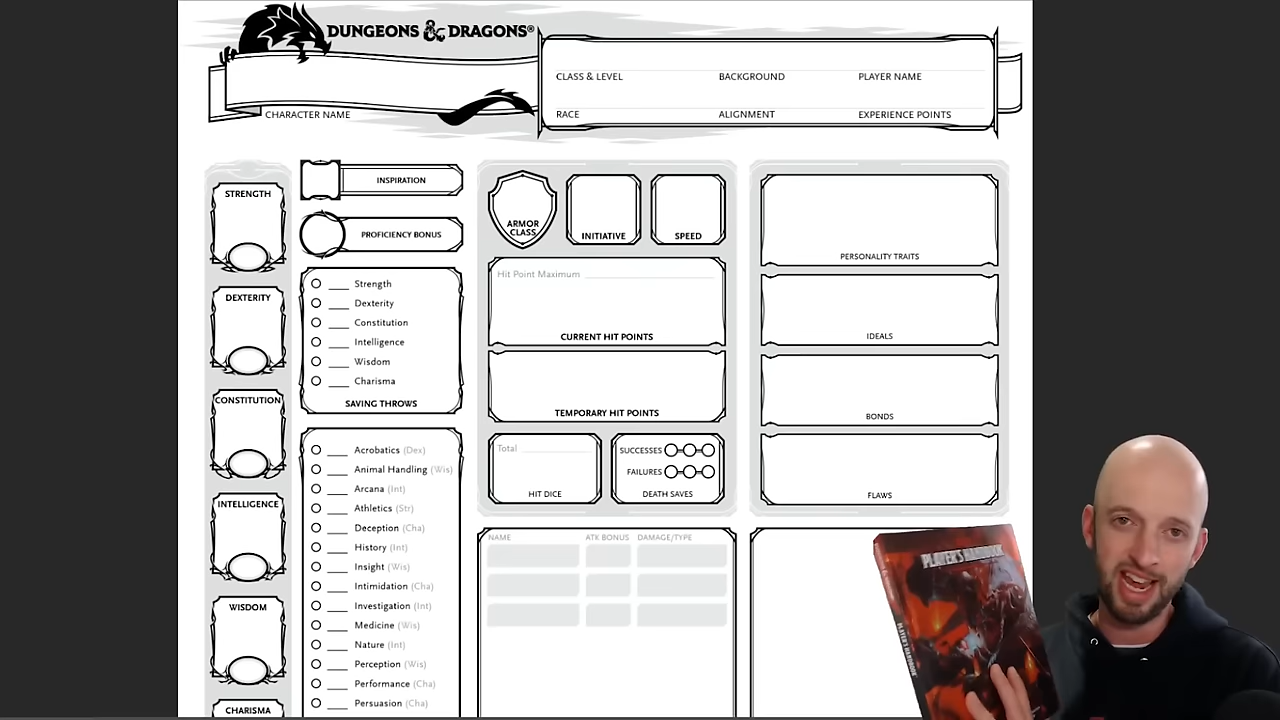 DUNGEONS & DRAGONS®
CLASS & LEVEL
BACKGROUND
PLAYER NAME
CHARACTER NAME
RACE
ALIGNMENT
EXPERIENCE POINTS
STRENGTH
DEXTERITY
CONSTITUTION
INTELLIGENCE
WISDOM
CHARISMA
INSPIRATION
PROFICIENCY BONUS
Strength
Dexterity
Constitution
Intelligence
Wisdom
Charisma
SAVING THROWS
Acrobatics (Dex)
Animal Handling (Wis)
Arcana (Int)
Athletics (Str)
Deception (Cha)
History (Int)
Insight (Wis)
Intimidation (Cha)
Investigation (Int)
Medicine (Wis)
Nature (Int)
Perception (Wis)
Performance (Cha)
Persuasion (Cha)
ARMOR
CLASS
INITIATIVE
SPEED
Hit Point Maximum
CURRENT HIT POINTS
TEMPORARY HIT POINTS
Total
HIT DICE
SUCCESSES
FAILURES
DEATH SAVES
NAME
ATK BONUS
DAMAGE/TYPE
PERSONALITY TRAITS
IDEALS
BONDS
FLAWS
PLAYER'S HANDBOOK
PLAYER'S HANDBOOK